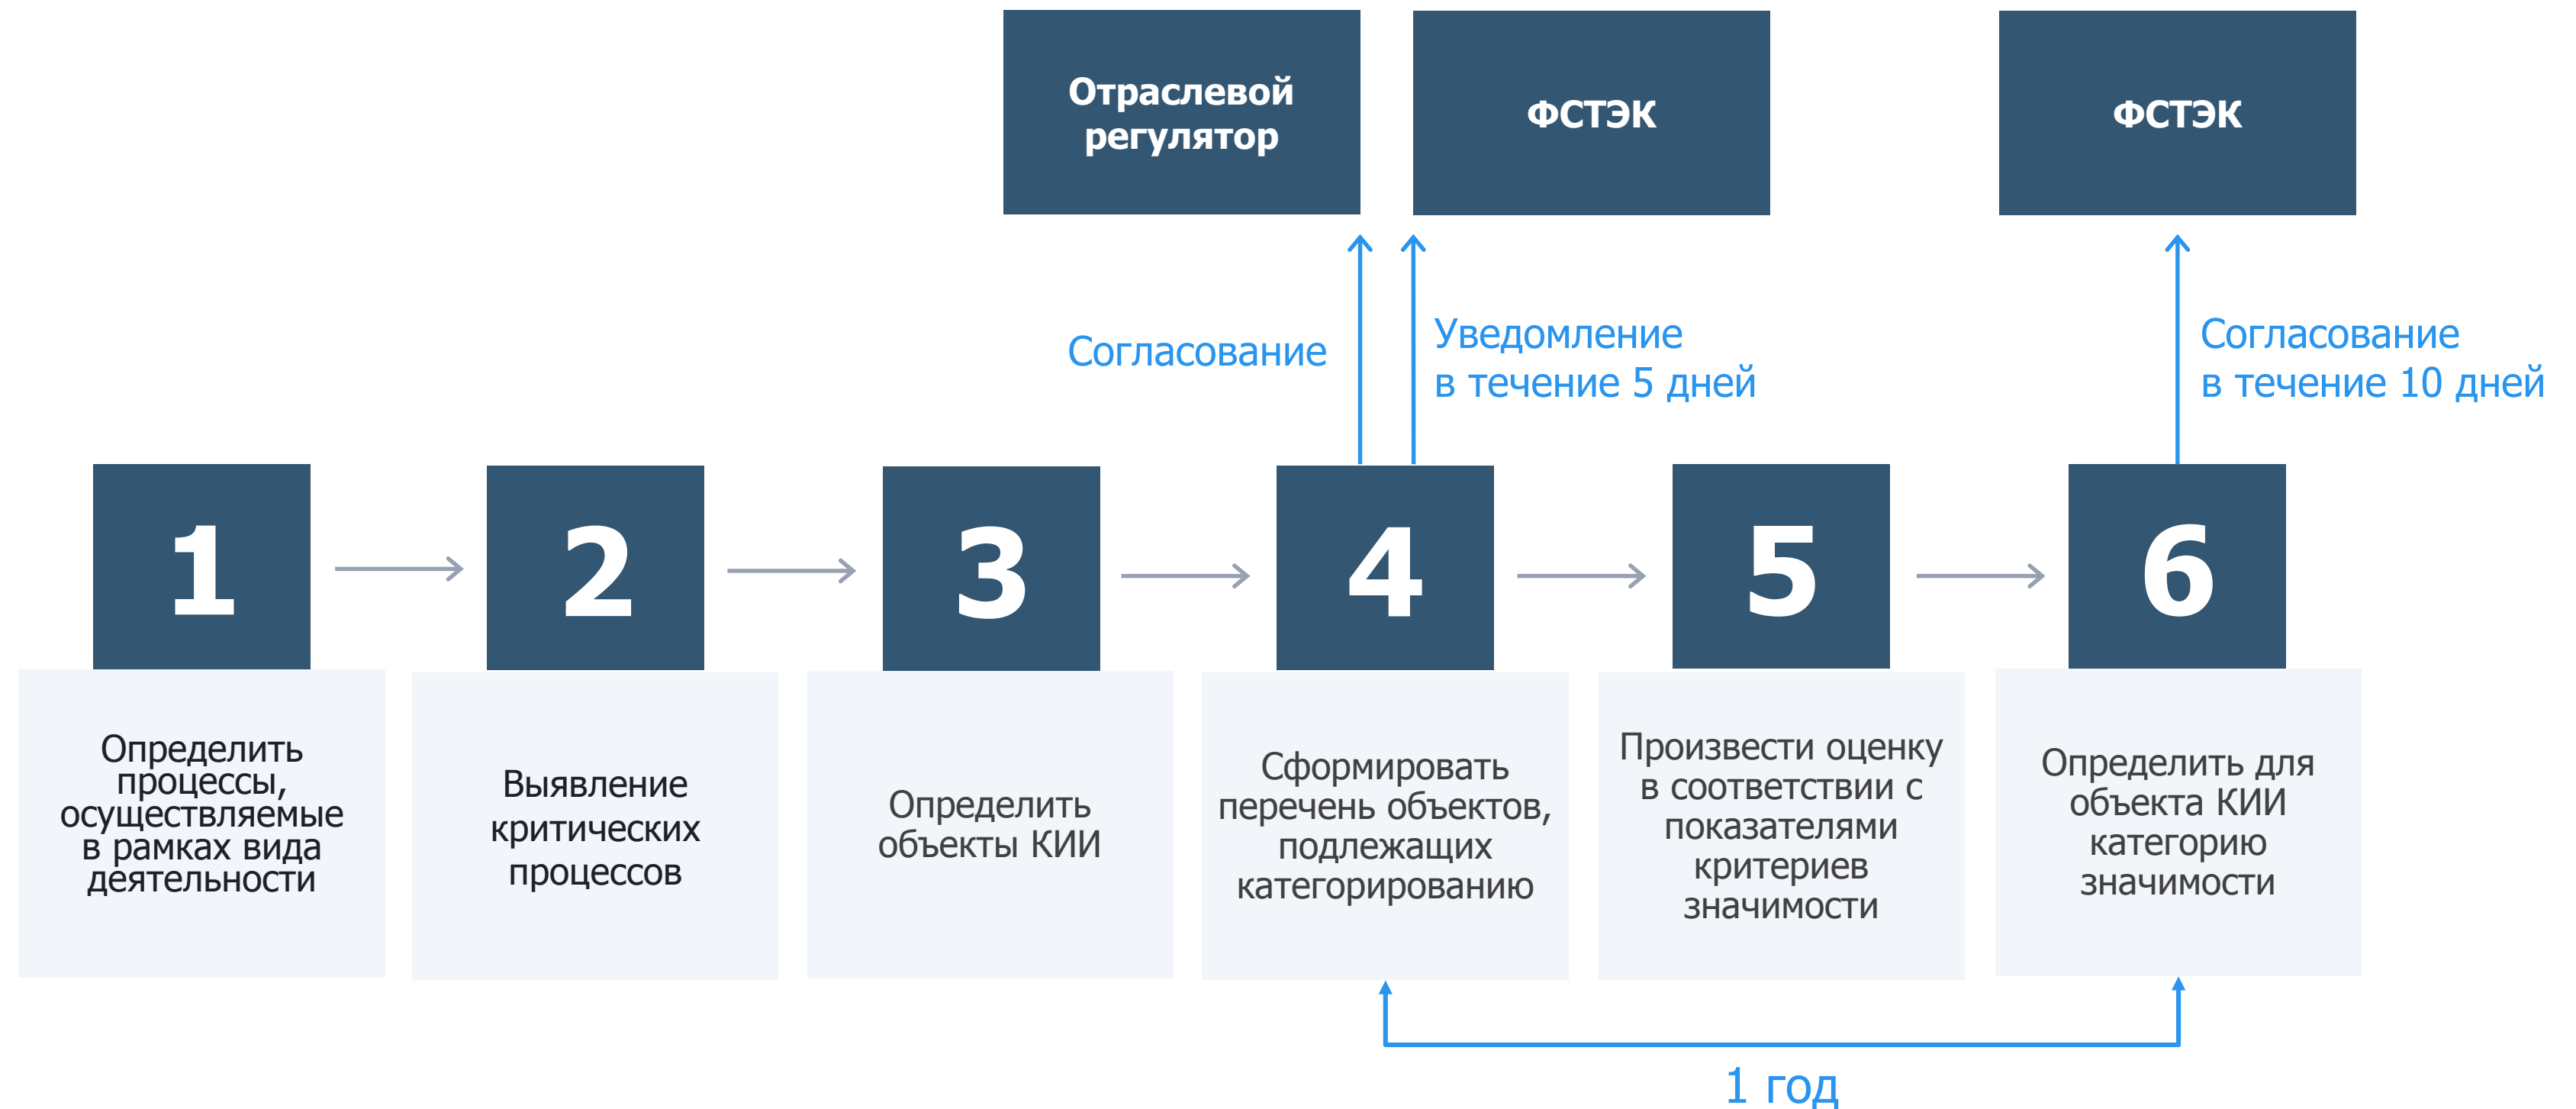 Отраслевой
регулятор
ФСТЭК
ФСТЭК
Согласование
Уведомление
в течение 5 дней
Согласование
в течение 10 дней
1
2
3
4
5
6
Определить
процессы,
осуществляемые
в рамках вида
деятельности
Выявление
критических
процессов
Определить
объекты КИИ
Сформировать
перечень объектов,
подлежащих
категорированию
Произвести оценку
в соответствии с
показателями
критериев
значимости
Определить для
объекта КИИ
категорию
значимости
1 год